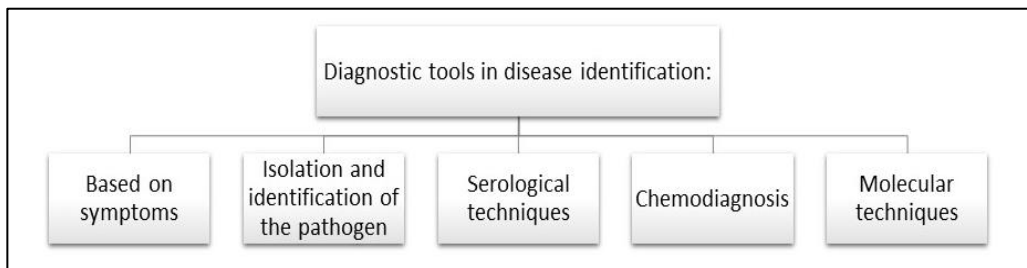 Diagnostic tools in disease identification:
Based on
symptoms
Isolation and
identification of
the pathogen
Serological
techniques
Chemodiagnosis
Molecular
techniques